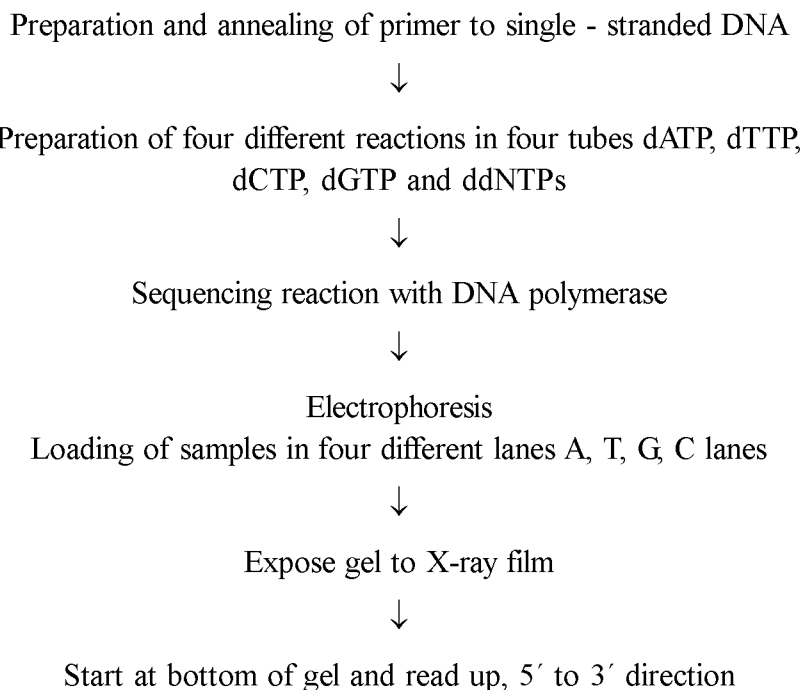 Preparation and annealing of primer to single - stranded DNA
↓
Preparation of four different reactions in four tubes dATP, dTTP,
dCTP, dGTP and ddNTPs
↓
Sequencing reaction with DNA polymerase
↓
Electrophoresis
Loading of samples in four different lanes A, T, G, C lanes
↓
Expose gel to X-ray film
↓
Start at bottom of gel and read up, 5´ to 3´ direction